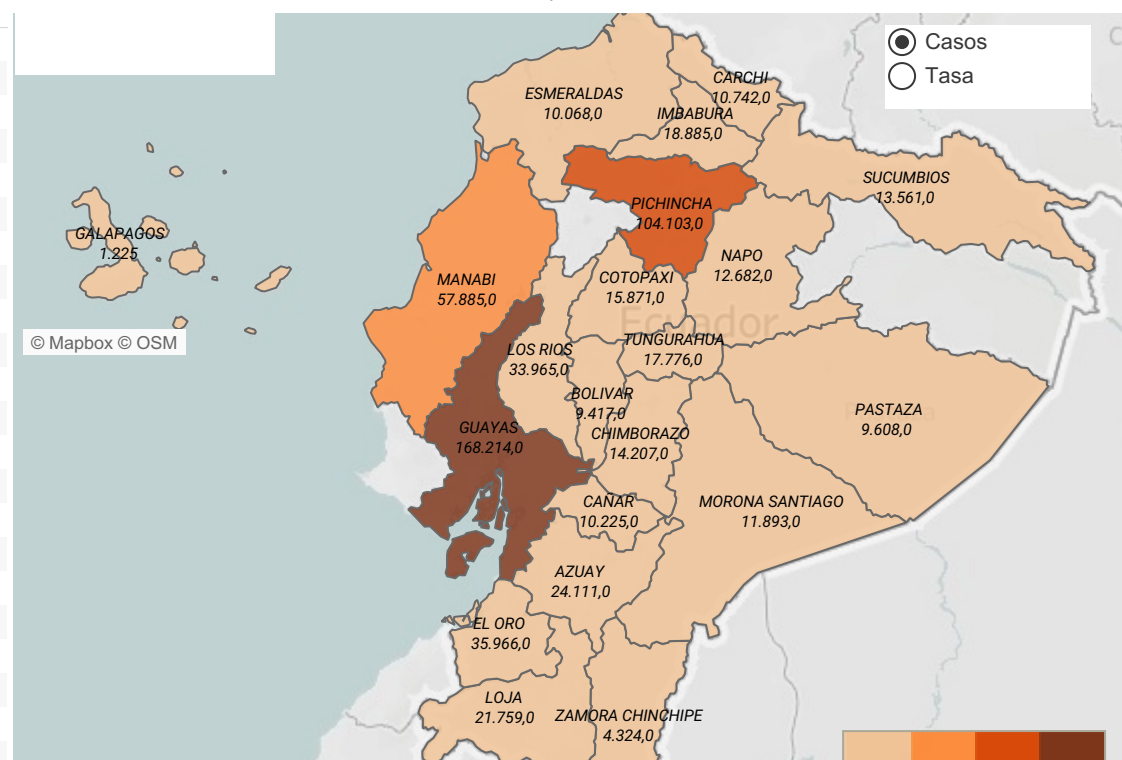 Casos
Tasa
CARCHI
10.742,0
ESMERALDAS
10.068,0
IMBABURA
18.885,0
SUCUMBIOS
13.561,0
PICHINCHA
104.103,0
GALAPAGOS
1.225
NAPO
12.682,0
MANABI
57.885,0
COTOPAXI
15.871,0
Ecuador
© Mapbox © OSM
TUNGURAHUA
17.776,0
LOS RIOS
33.965,0
BOLIVAR
9.417,0
PASTAZA
9.608,0
GUAYAS
168.214,0
CHIMBORAZO
14.207,0
CAÑAR
10.225,0
MORONA SANTIAGO
11.893,0
AZUAY
24.111,0
EL ORO
35.966,0
LOJA
21.759,0
ZAMORA CHINCHIPE
4.324,0